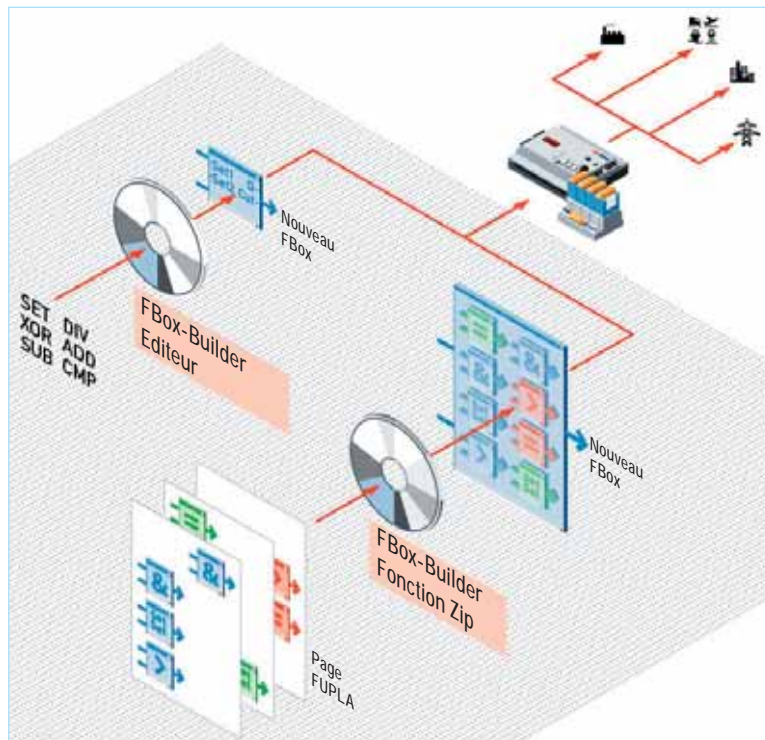 Nouveau
FBox
SET DIV
XOR ADD
SUB CMP
FBox-Builder
Editeur
Nouveau
FBox
FBox-Builder
Fonction Zip
Page
FUPLA